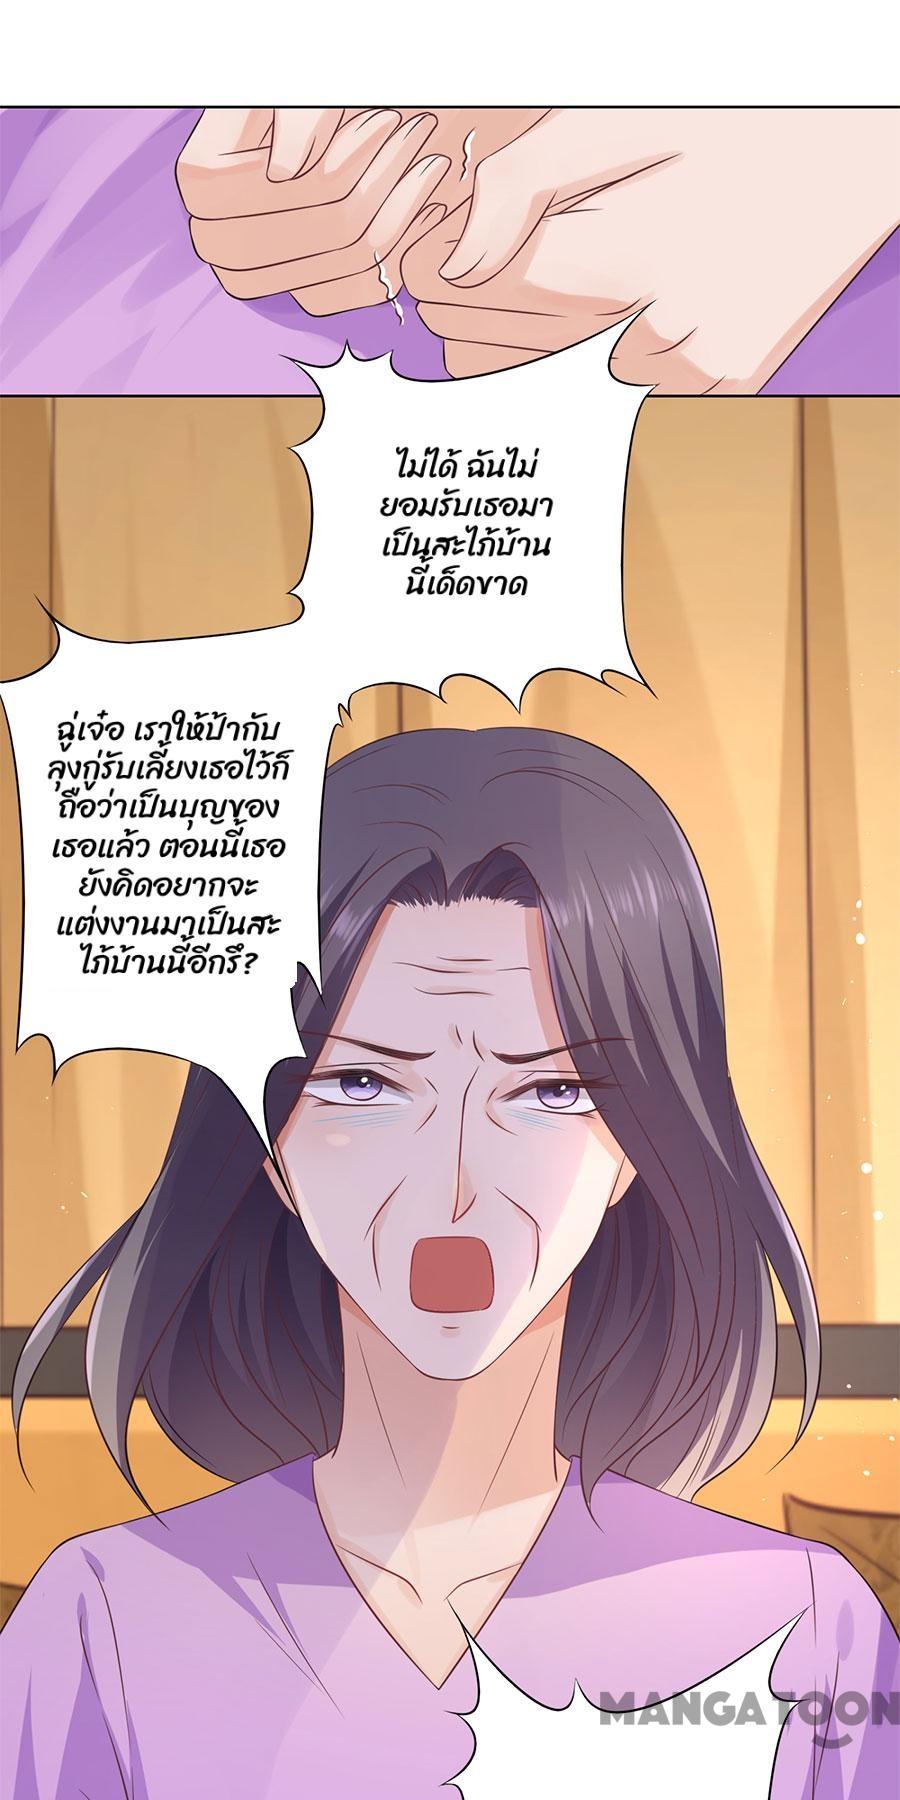 ไม่ได้ ฉันไม่
ยอมรับเธอมา
เป็นสะใภ้บ้าน
นี้เด็ดขาด
ฉู่เจ๋อ เราให้ป้ากับ
ลุงกู่รับเลี้ยงเธอไว้ก็
ถือว่าเป็นบุญของ
เธอแล้ว ตอนนี้เธอ
ยังคิดอยากจะ
แต่งงานมาเป็นสะ
ใภ้บ้านนี้อีกรึ?
MANGATOON